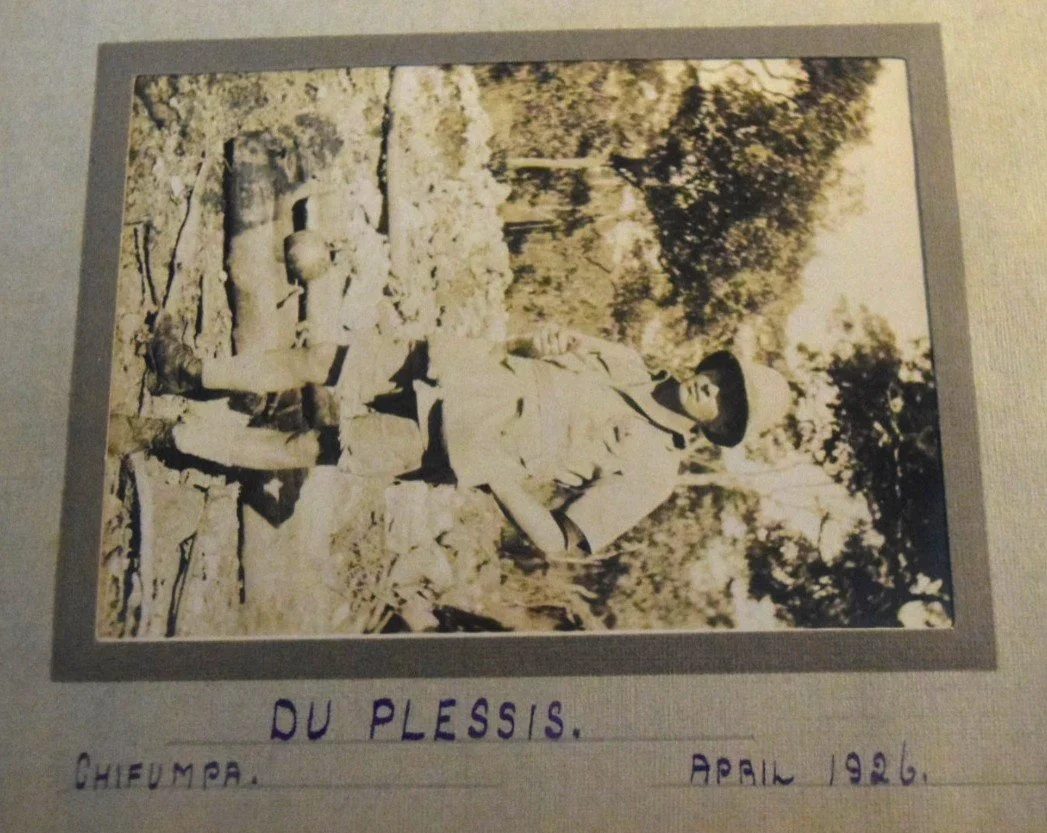 DU PLESSIS.
CHIFUMPA. APRIL 1926.